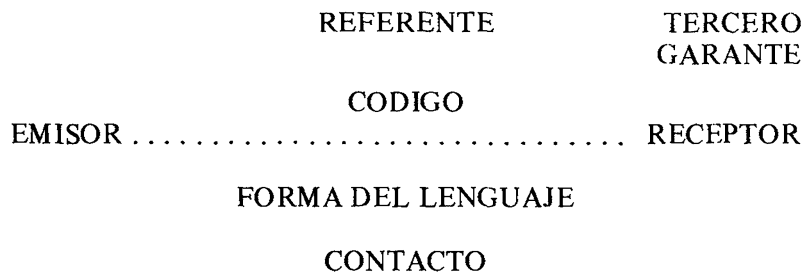 REFERENTE TERCERO
GARANTE
CODIGO
EMISOR ................................ RECEPTOR
FORMA DEL LENGUAJE
CONTACTO